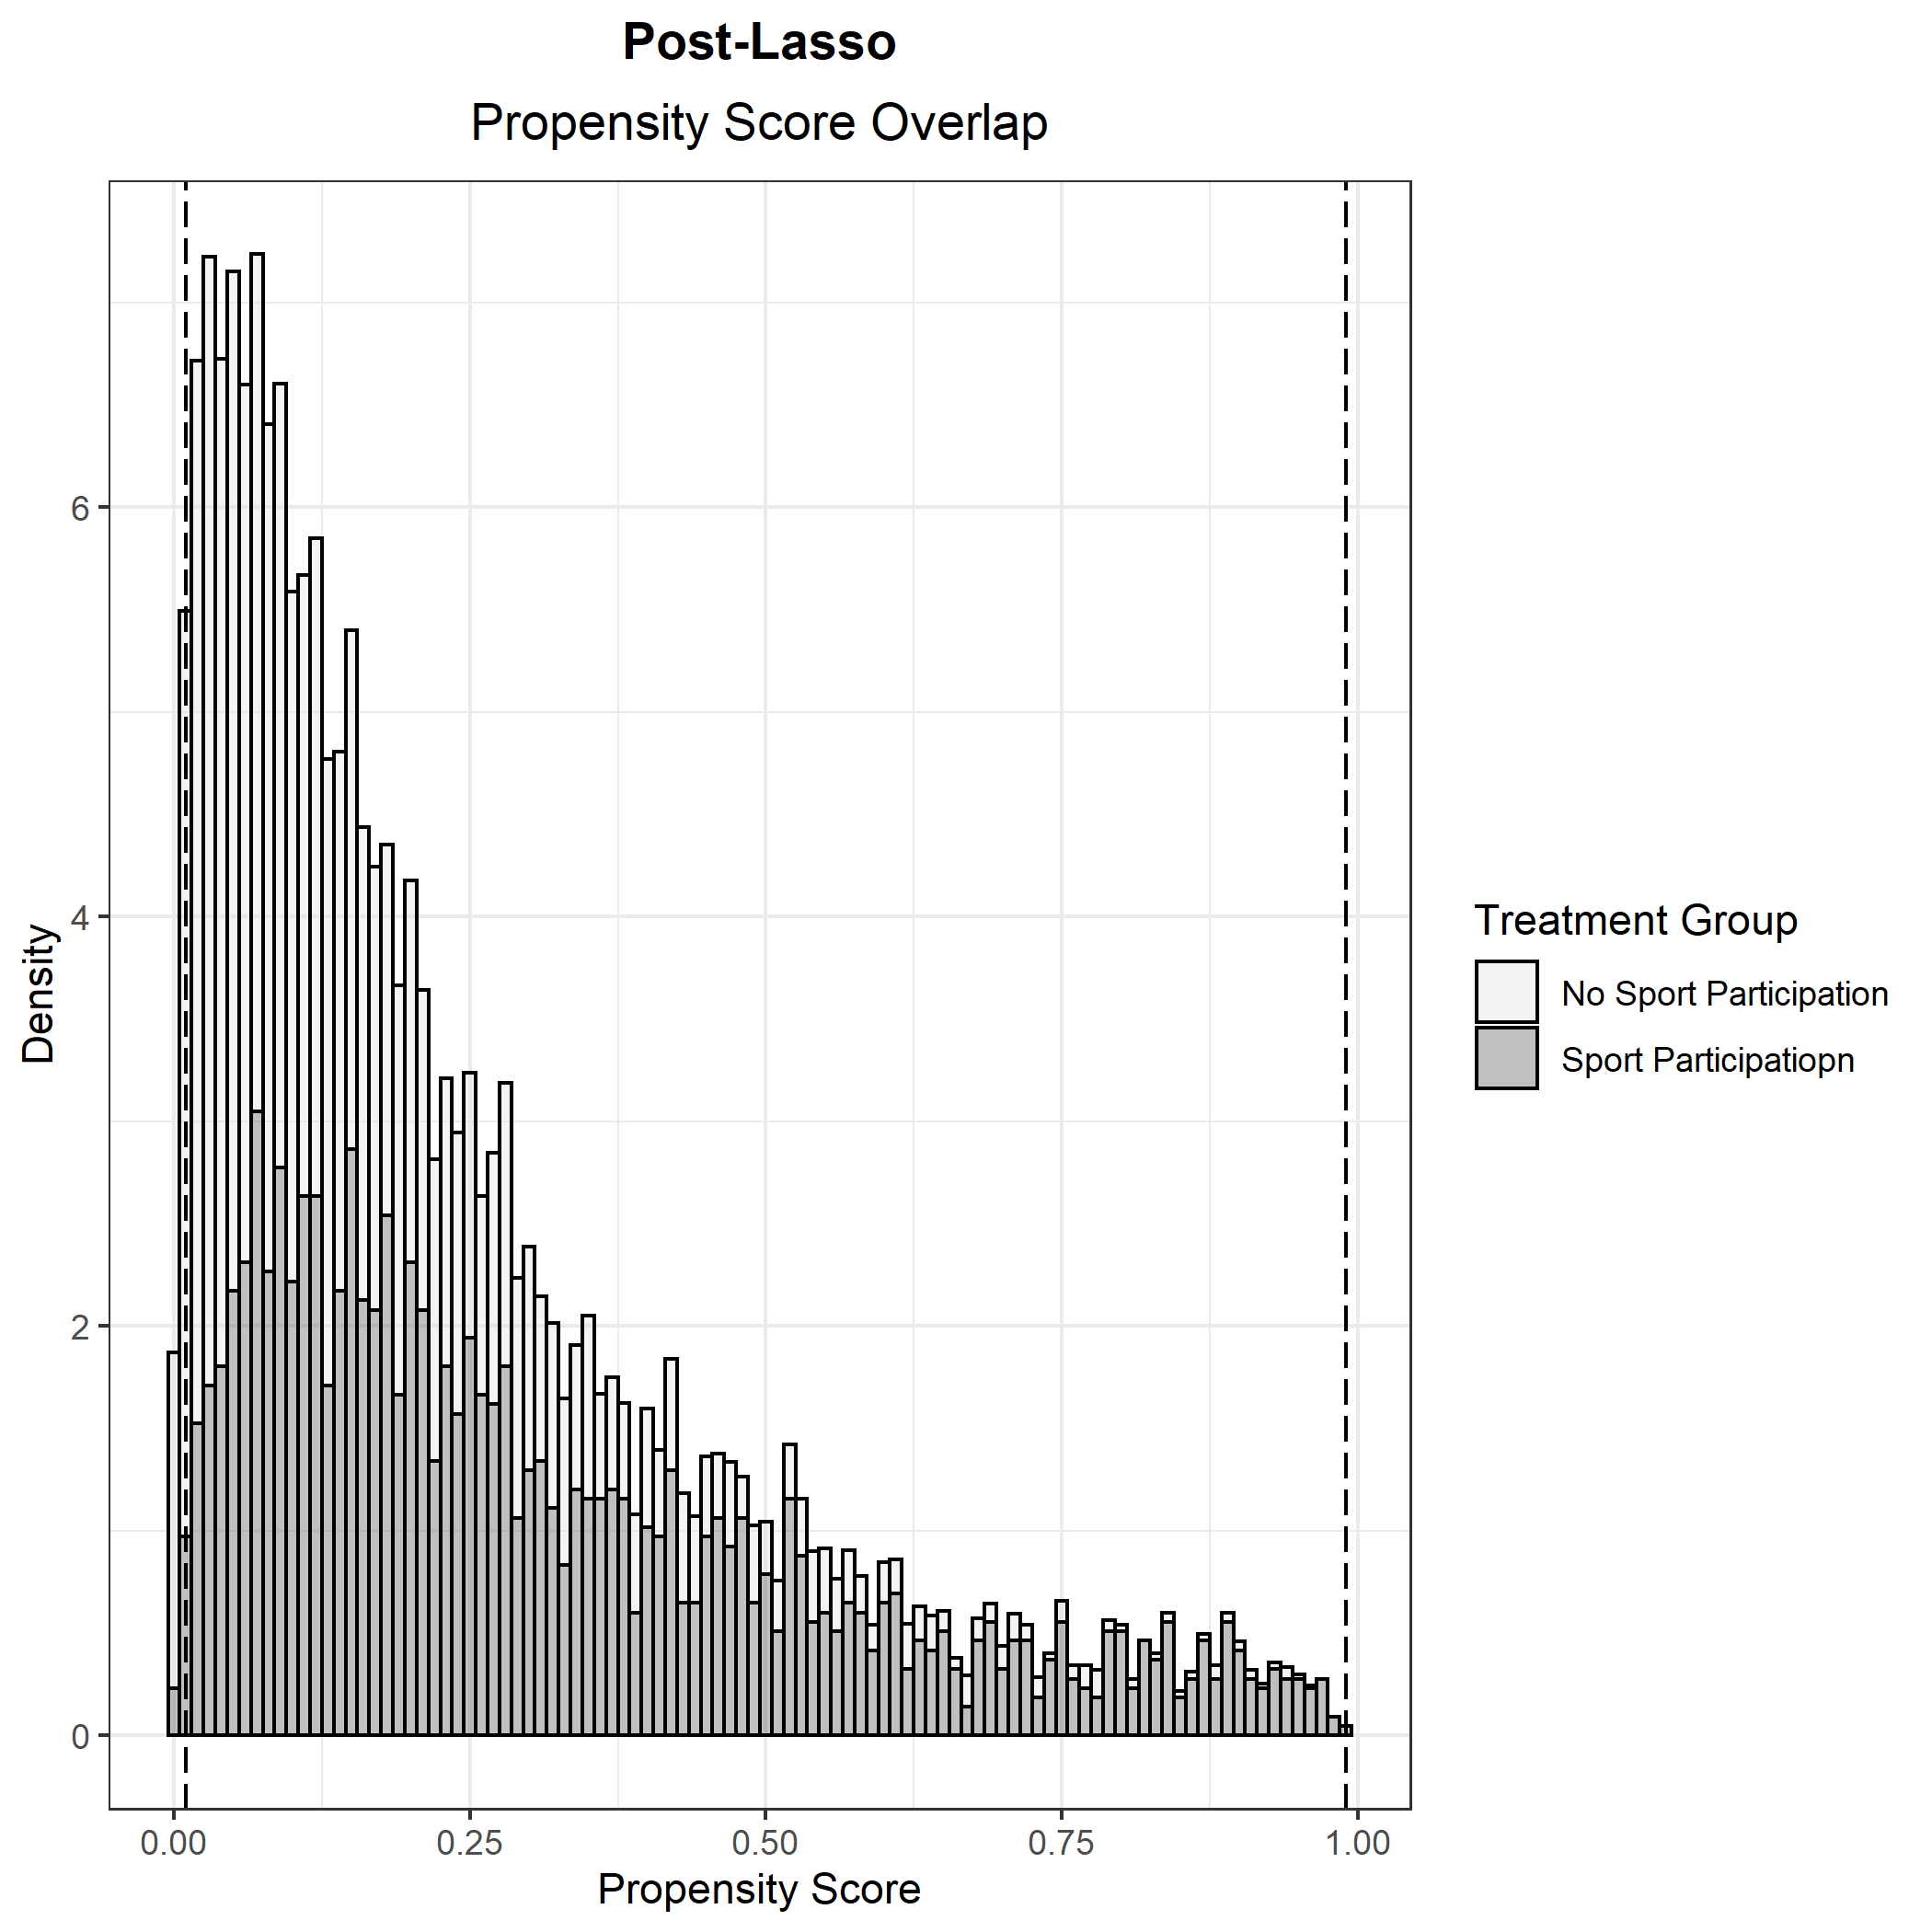 Post-Lasso
Propensity Score Overlap
Density
6
4
2
0
0.00 0.25 0.50 0.75 1.00
Propensity Score
Treatment Group
No Sport Participation
Sport Participatiopn